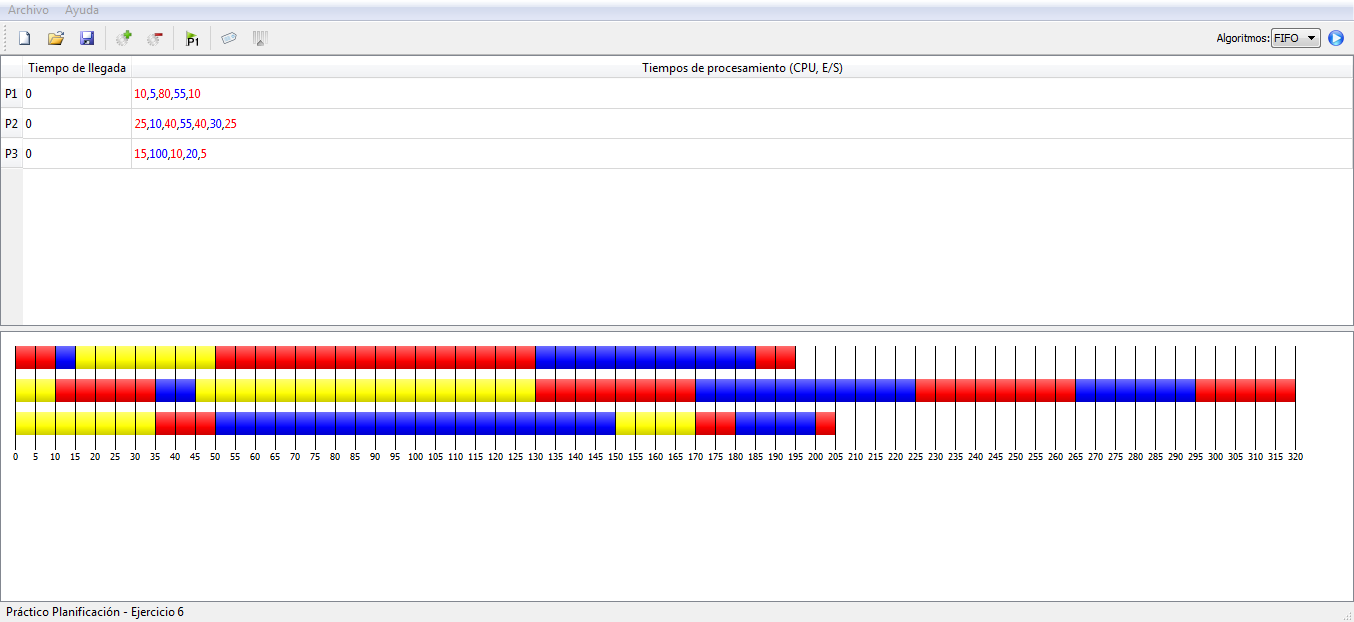 Archivo Ayuda
P1 Algoritmos: FIFO
Tiempo de llegada Tiempos de procesamiento (CPU, E/S)
P1 0 10,5,80,55,10
P2 0 25,10,40,55,40,30,25
P3 0 15,100,10,20,5
0 5 10 15 20 25 30 35 40 45 50 55 60 65 70 75 80 85 90 95 100 105 110 115 120 125 130 135 140 145 150 155 160 165 170 175 180 185 190 195 200 205 210 215 220 225 230 235 240 245 250 255 260 265 270 275 280 285 290 295 300 305 310 315 320
Práctico Planificación - Ejercicio 6